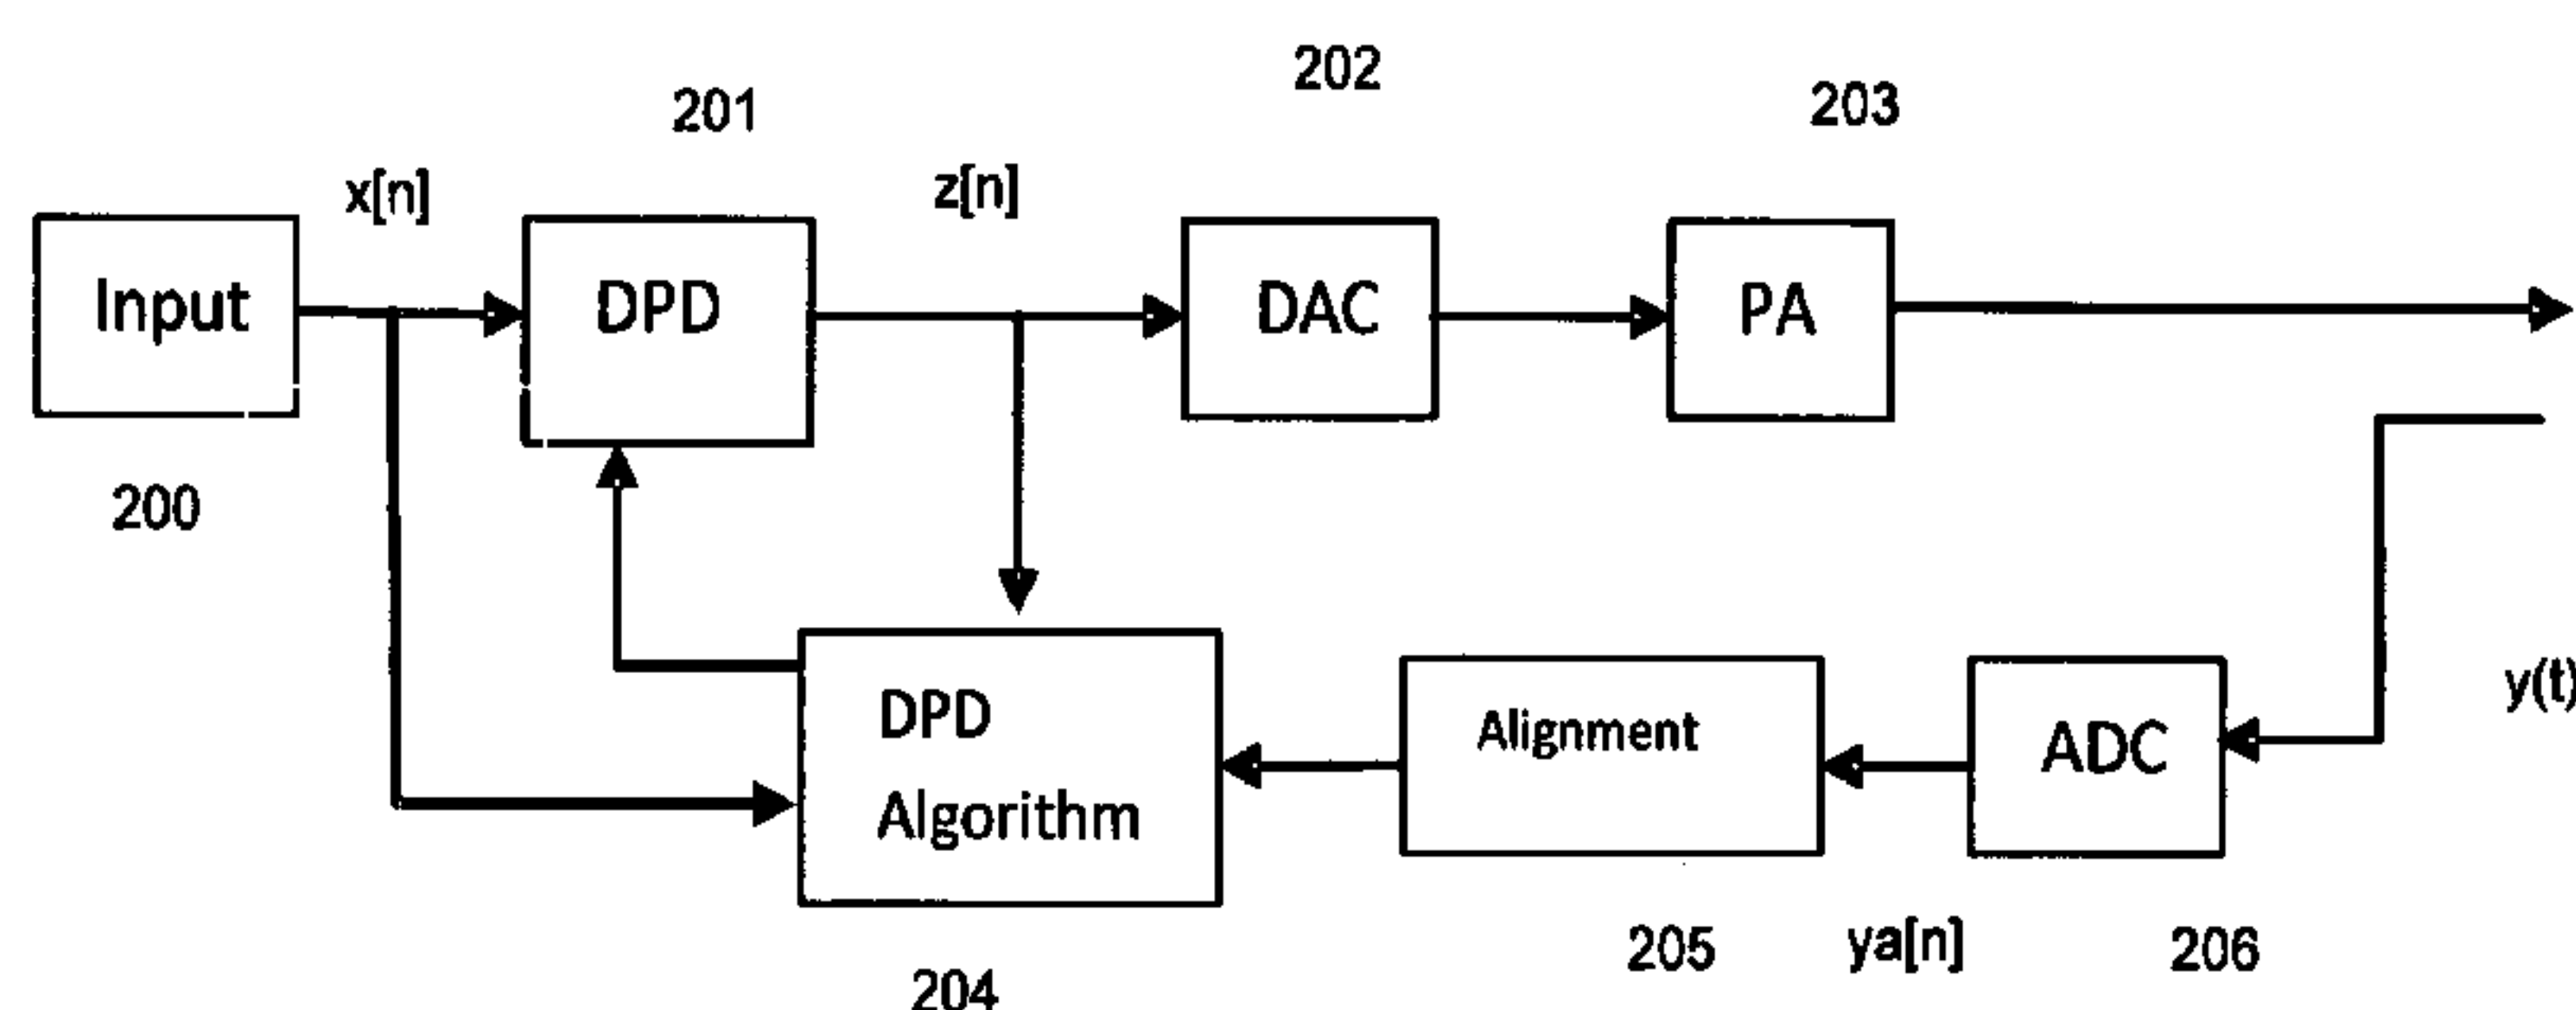 202
201
203
x[n]
z[n]
Input
DPD
DAC
PA
200
y(t)
DPD
Algorithm
Alignment
ADC
205
ya[n]
206
204